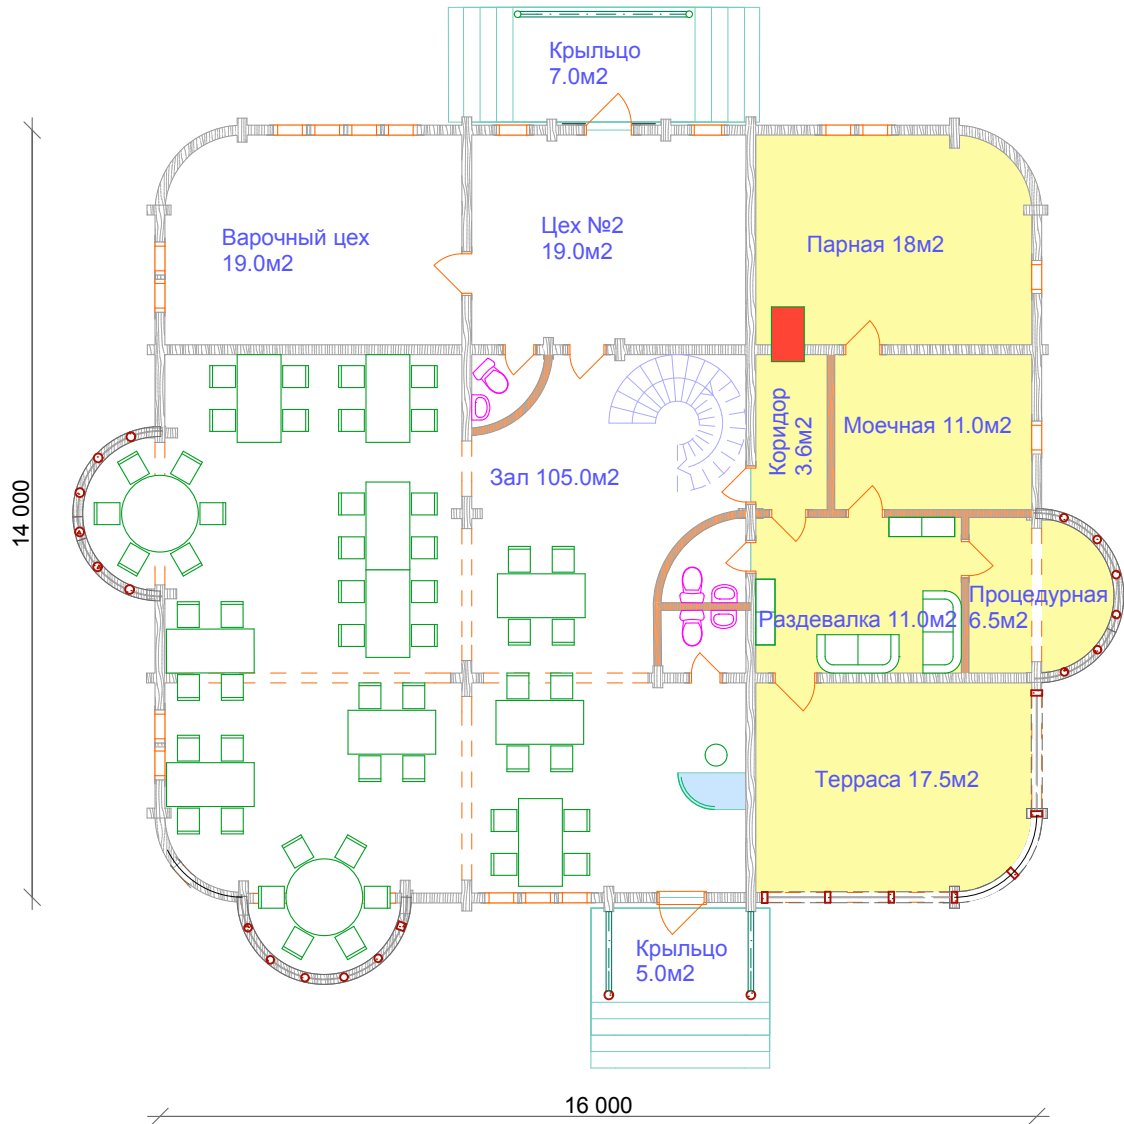 Крыльцо
7.0м2
Варочный цех
19.0м2
Цех №2
19.0м2
Парная 18м2
Коридор
3.6м2
Моечная 11.0м2
Зал 105.0м2
14 000
Раздевалка 11.0м2
Процедурная
6.5м2
Терраса 17.5м2
Крыльцо
5.0м2
16 000